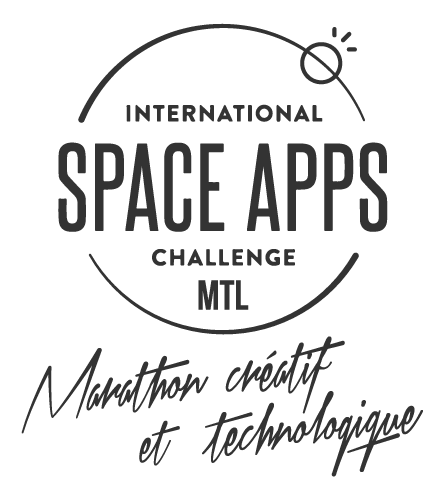 INTERNATIONAL
SPACE APPS
CHALLENGE
MTL
Marathon créatif
et technologique